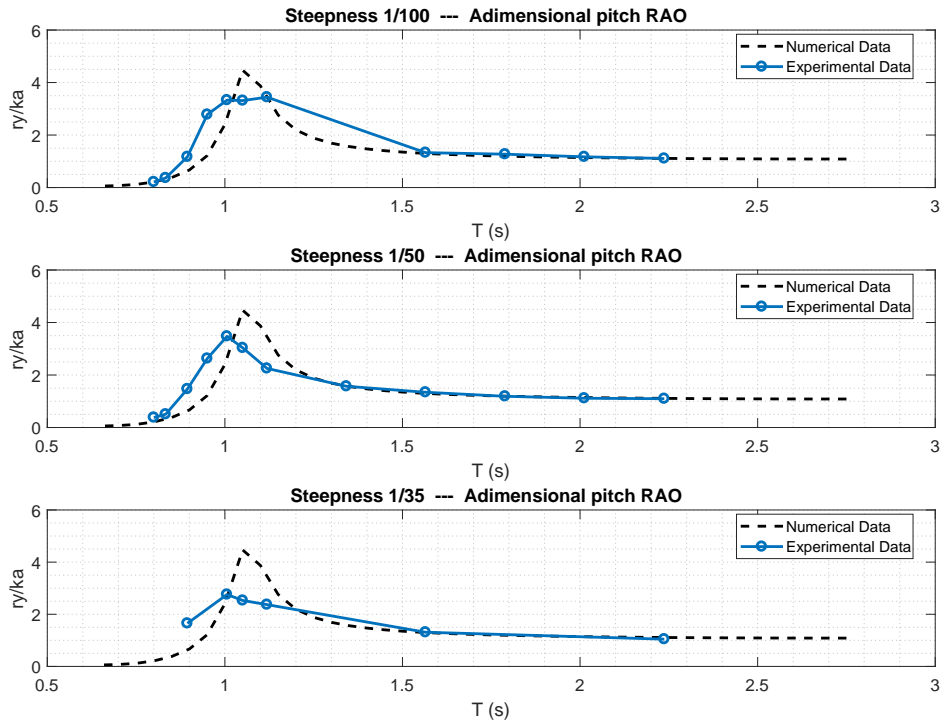 Steepness 1/100  ---  Adimensional pitch RAO
6
4
2
0
ry/ka
Numerical Data
Experimental Data
0.5 1 1.5 2 2.5 3
T (s)
Steepness 1/50  ---  Adimensional pitch RAO
6
4
2
0
ry/ka
Numerical Data
Experimental Data
0.5 1 1.5 2 2.5 3
T (s)
Steepness 1/35  ---  Adimensional pitch RAO
6
4
2
0
ry/ka
Numerical Data
Experimental Data
0.5 1 1.5 2 2.5 3
T (s)